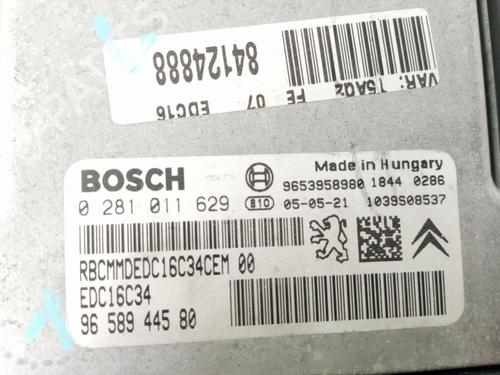 84124888
VAR: T5AQz
FE 07 EDC16
BOSCH
Made in Hungary
9653958980 1844 0286
0 281 011 629
810 05-05-21 1039S08537
RBCMMDEDC16C34CEM 00
EDC16C34
96 589 445 80